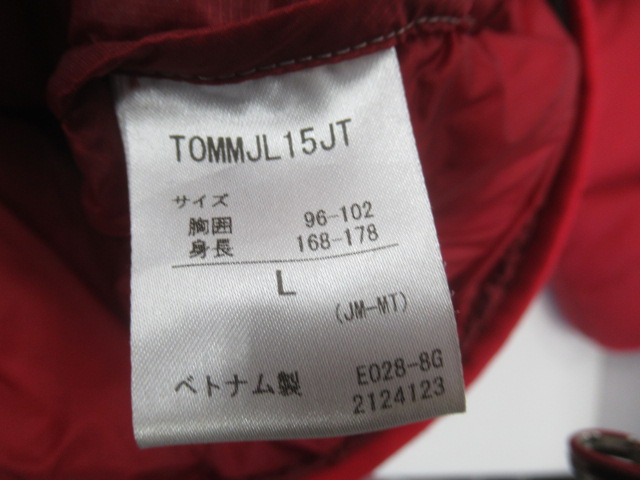 TOMMJL15JT
サイズ
胸囲 96-102
身長 168-178
L
(JM-MT)
E028-8G
ベトナム製 2124123